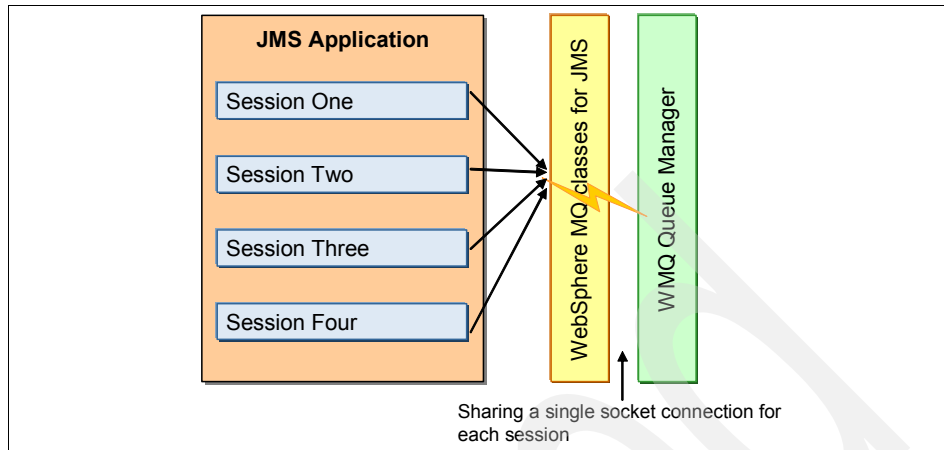 JMS Application
Session One
Session Two
Session Three
Session Four
WebSphere MQ classes for JMS
WMQ Queue Manager
Sharing a single socket connection for
each session